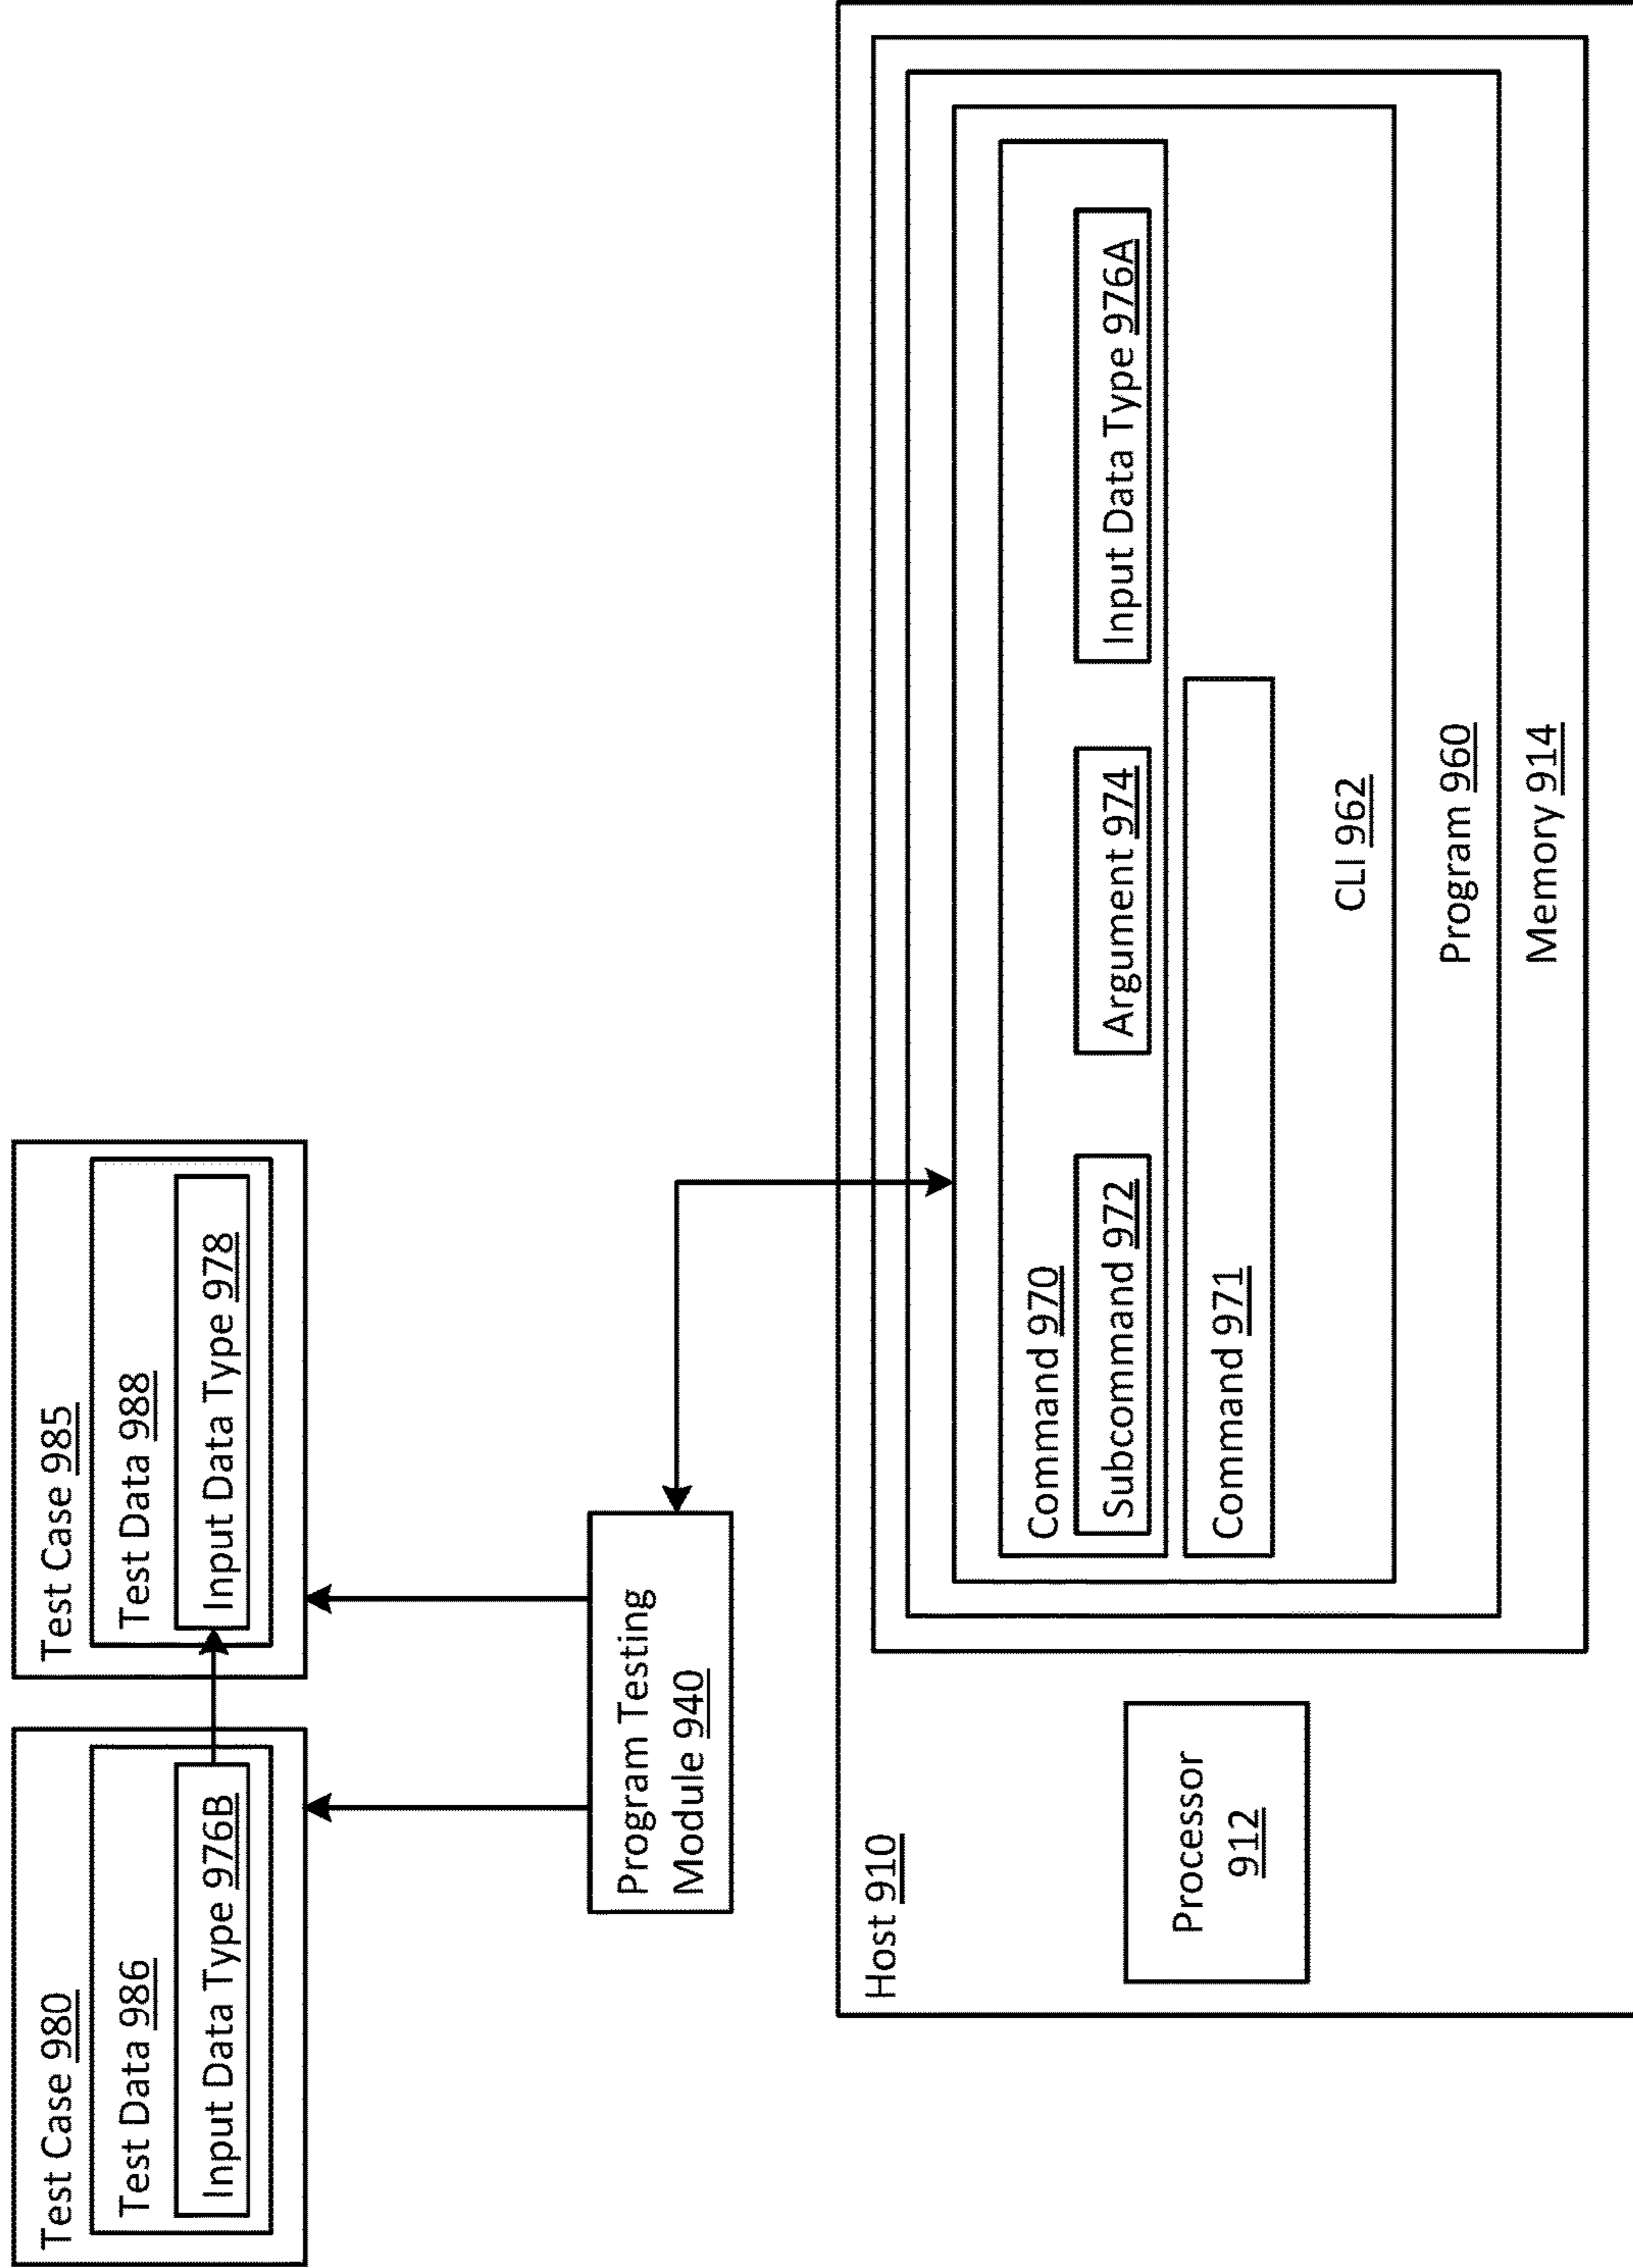 Test Case 980
Test Data 986
Input Data Type 976B
Test Case 985
Test Data 988
Input Data Type 978
Program Testing
Module 940
Host 910
Processor
912
Command 970
Subcommand 972
Argument 974
Input Data Type 976A
Command 971
CLI 962
Program 960
Memory 914